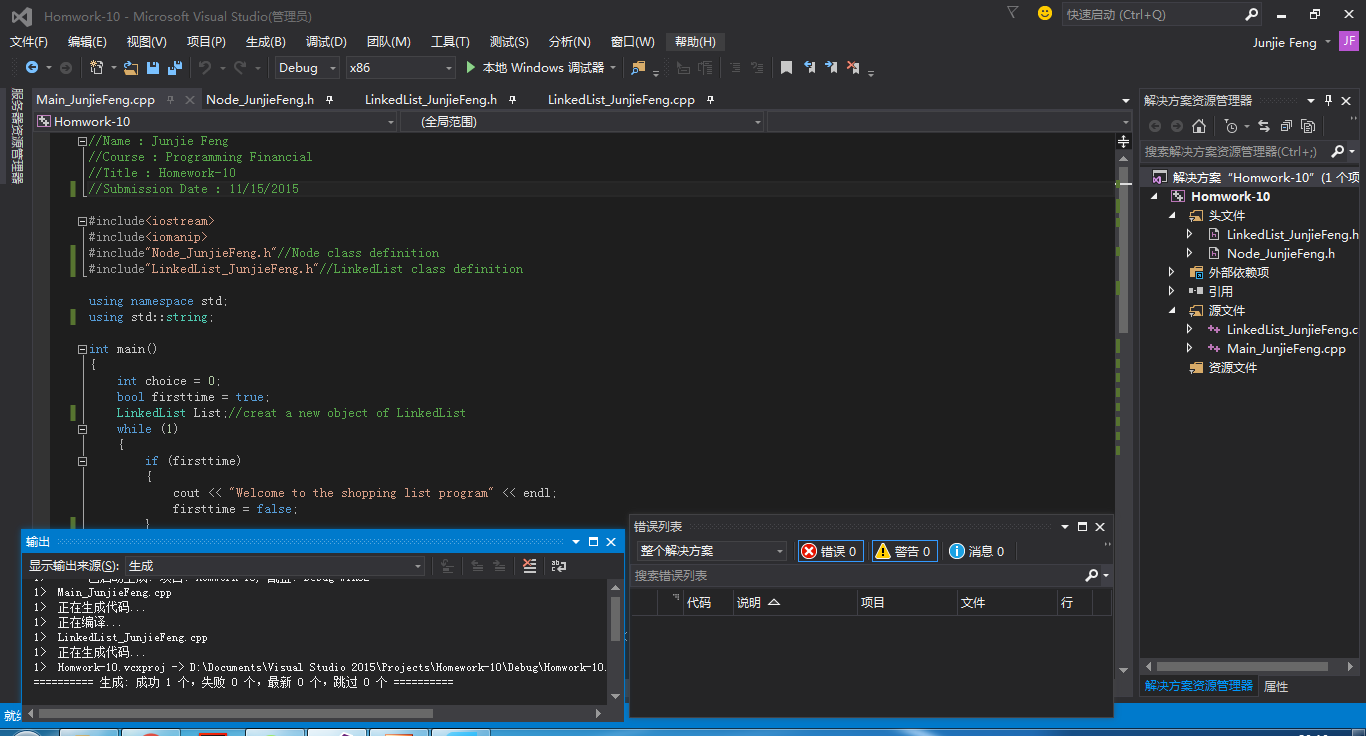 Homwork-10 - Microsoft Visual Studio(管理员)
快速启动 (Ctrl+Q)
文件(F) 编辑(E) 视图(V) 项目(P) 生成(B) 调试(D) 团队(M) 工具(T) 测试(S) 分析(N) 窗口(W) 帮助(H)
Junjie Feng JF
Debug x86 本地 Windows 调试器
服务器资源管理器
Main_JunjieFeng.cpp Node_JunjieFeng.h LinkedList_JunjieFeng.h LinkedList_JunjieFeng.cpp
Homwork-10 (全局范围)
//Name : Junjie Feng
//Course : Programming Financial
//Title : Homework-10
//Submission Date : 11/15/2015
#include<iostream>
#include<iomanip>
#include"Node_JunjieFeng.h"//Node class definition
#include"LinkedList_JunjieFeng.h"//LinkedList class definition
using namespace std;
using std::string;
int main()
{
int choice = 0;
bool firsttime = true;
LinkedList List;//creat a new object of LinkedList
while (1)
{
if (firsttime)
{
cout << "Welcome to the shopping list program" << endl;
firsttime = false;
}
解决方案资源管理器
搜索解决方案资源管理器(Ctrl+;)
解决方案 "Homwork-10" (1 个项
Homwork-10
头文件
LinkedList_JunjieFeng.h
Node_JunjieFeng.h
外部依赖项
引用
源文件
LinkedList_JunjieFeng.c
Main_JunjieFeng.cpp
资源文件
解决方案资源管理器 属性
输出
显示输出来源(S): 生成
1> Main_JunjieFeng.cpp
1> 正在生成代码...
1> 正在编译...
1> LinkedList_JunjieFeng.cpp
1> 正在生成代码...
1> Homwork-10.vcxproj -> D:\Documents\Visual Studio 2015\Projects\Homework-10\Debug\Homwork-10.
========== 生成: 成功 1 个，失败 0 个，最新 0 个，跳过 0 个 ==========
错误列表
整个解决方案 错误 0 警告 0 消息 0
搜索错误列表
代码 说明 项目 文件 行